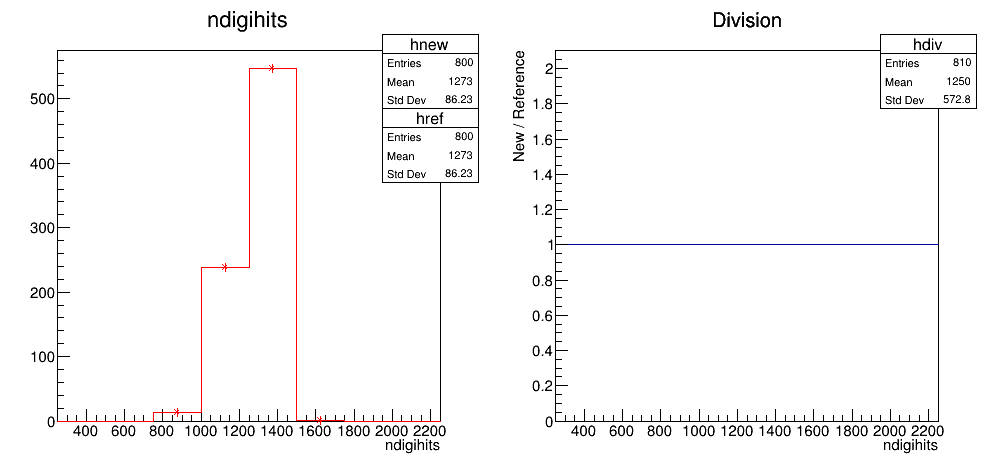 ndigihits
hnew
Entries 800
Mean 1273
Std Dev 86.23
href
Entries 800
Mean 1273
Std Dev 86.23
500
400
300
200
100
0
400 600 800 1000 1200 1400 1600 1800 2000 2200
ndigihits
Division
hdiv
Entries 810
Mean 1250
Std Dev 572.8
New / Reference
2
1.8
1.6
1.4
1.2
1
0.8
0.6
0.4
0.2
0
400 600 800 1000 1200 1400 1600 1800 2000 2200
ndigihits